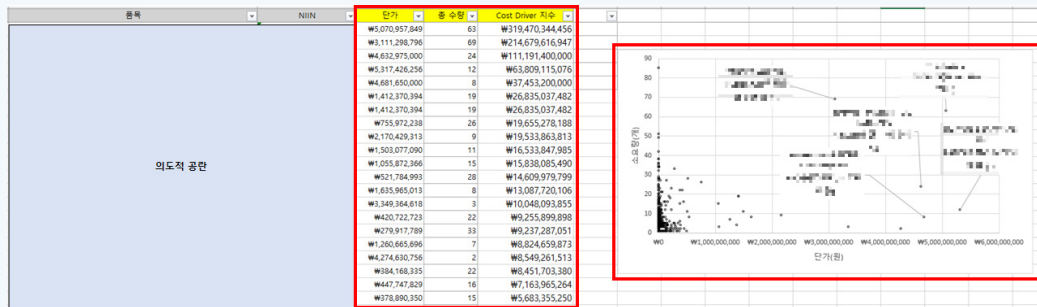 품목 NIIN 단가 총 수량 Cost Driver 지수
₩5,070,957,849 63 ₩319,470,344,456
₩3,111,298,796 69 ₩214,679,616,947
₩4,632,975,000 24 ₩111,191,400,000
₩5,317,426,256 12 ₩63,809,115,076
₩4,681,650,000 8 ₩37,453,200,000
₩1,412,370,394 19 ₩26,835,037,482
₩1,412,370,394 19 ₩26,835,037,482
₩755,972,238 26 ₩19,655,278,188
₩2,170,429,313 9 ₩19,533,863,813
₩1,503,077,090 11 ₩16,533,847,985
₩1,055,872,366 15 ₩15,838,085,490
₩521,784,993 28 ₩14,609,979,799
₩1,635,965,013 8 ₩13,087,720,106
₩3,349,364,618 3 ₩10,048,093,855
₩420,722,723 22 ₩9,255,899,898
₩279,917,789 33 ₩9,237,287,051
₩1,260,665,696 7 ₩8,824,659,873
₩4,274,630,756 2 ₩8,549,261,513
₩384,168,335 22 ₩8,451,703,380
₩447,747,829 16 ₩7,163,965,264
₩378,890,350 15 ₩5,683,355,250
의도적 공란
소요량(개)
90
80
70
60
50
40
30
20
10
0
₩0 ₩1,000,000,000 ₩2,000,000,000 ₩3,000,000,000 ₩4,000,000,000 ₩5,000,000,000 ₩6,000,000,000
단가(원)